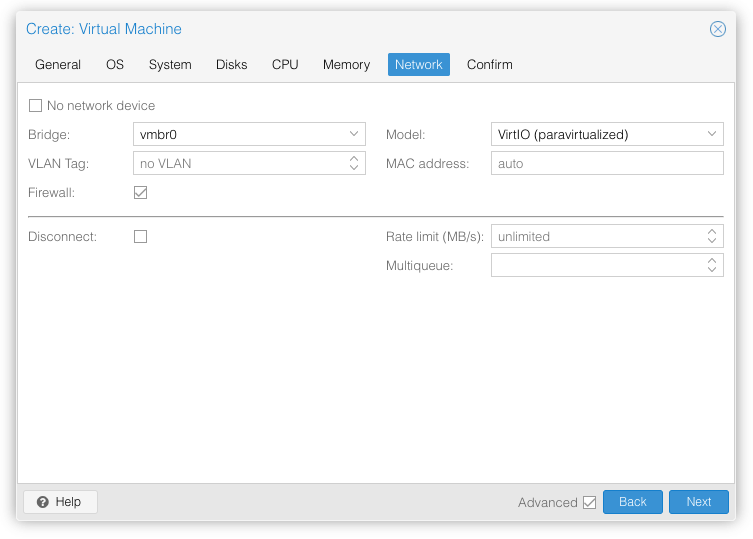 Create: Virtual Machine
General OS System Disks CPU Memory Network Confirm
No network device
Bridge: vmbr0 Model: VirtIO (paravirtualized)
VLAN Tag: no VLAN MAC address: auto
Firewall:
Disconnect: Rate limit (MB/s): unlimited
Multiqueue:
Help Advanced Back Next